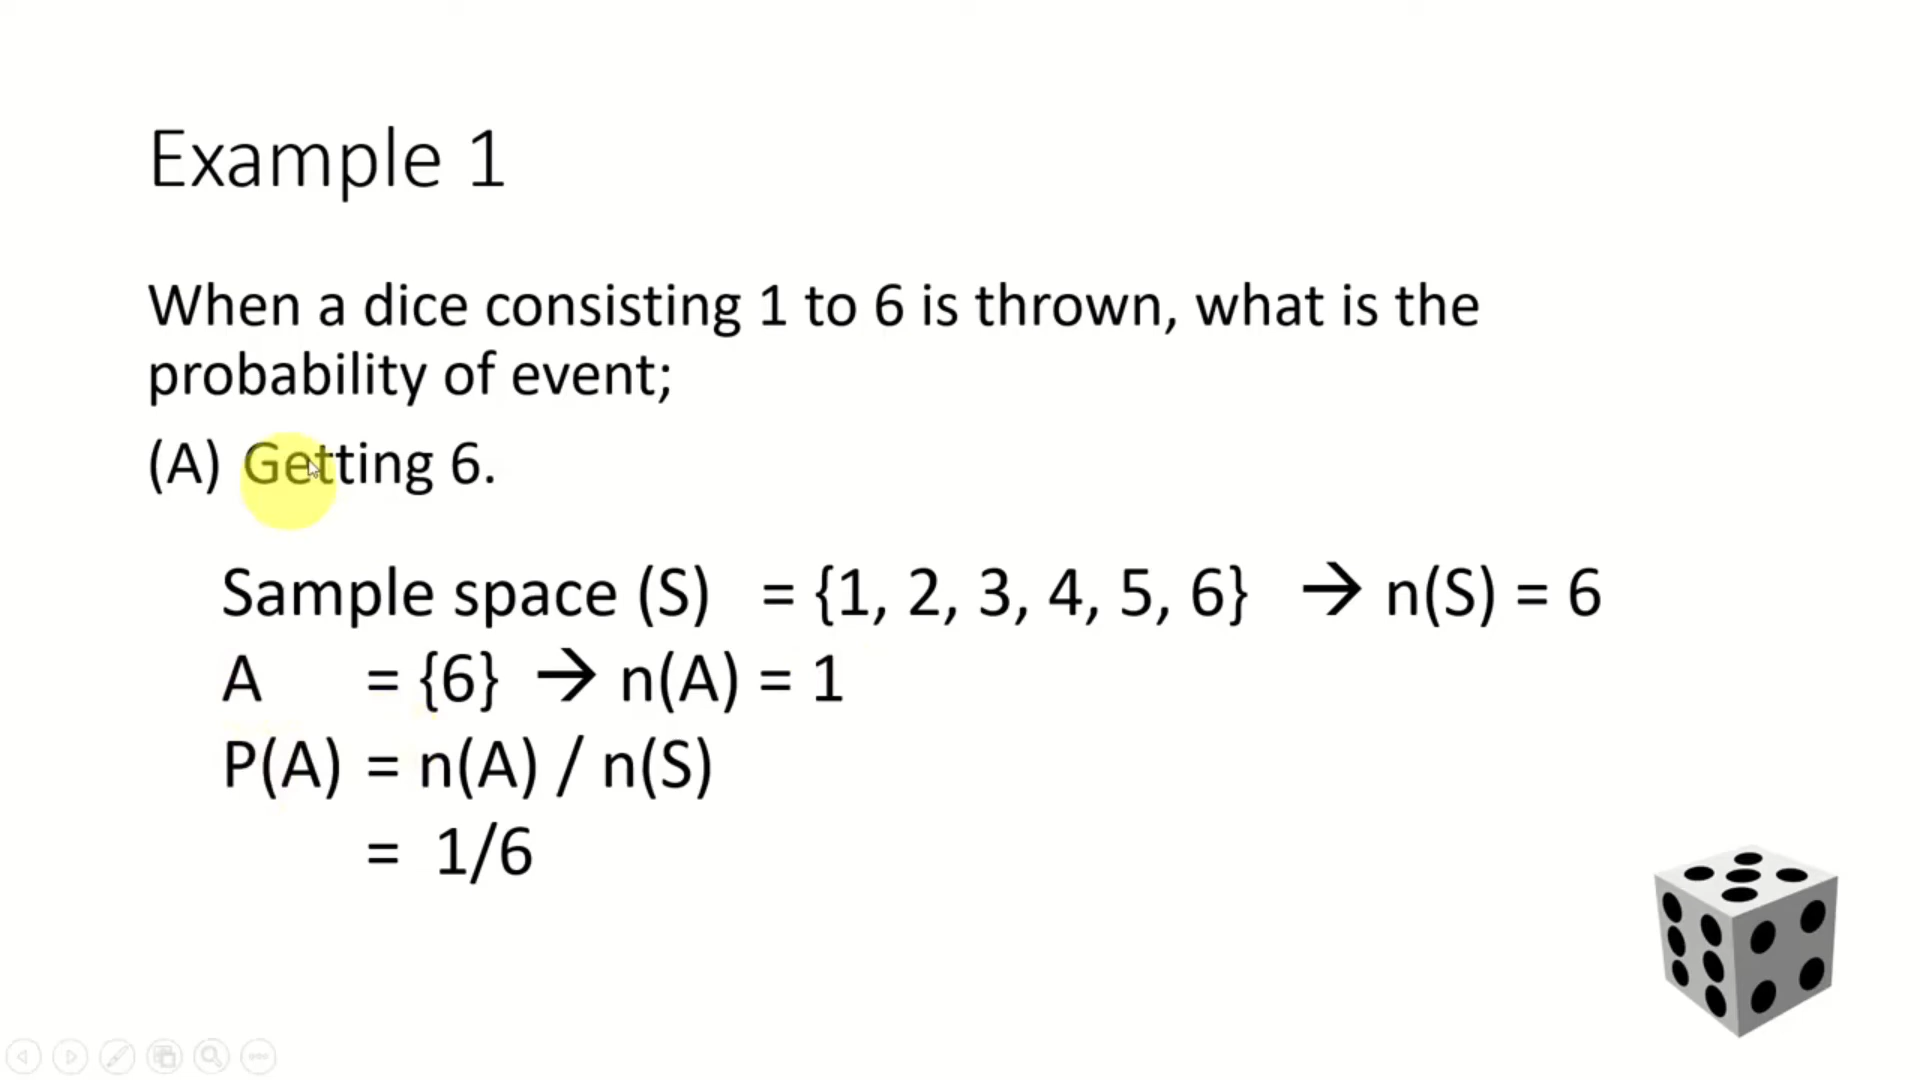 Example 1
When a dice consisting 1 to 6 is thrown, what is the
probability of event;
(A) Getting 6.
Sample space (S) = {1, 2, 3, 4, 5, 6} → n(S) = 6
A = {6} → n(A) = 1
P(A) = n(A) / n(S)
= 1/6